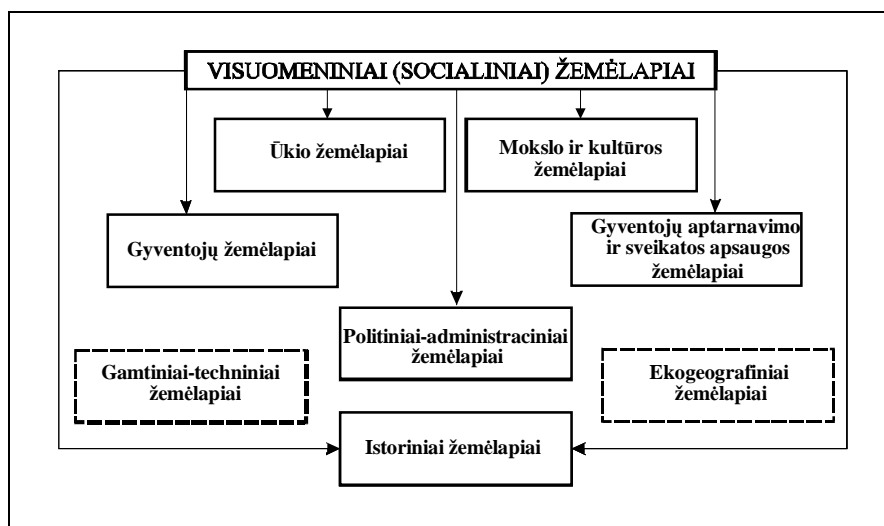 VISUOMENINIAI (SOCIALINIAI) ŽEMĖLAPIAI
Ūkio žemėlapiai
Mokslo ir kultūros
žemėlapiai
Gyventojų žemėlapiai
Gyventojų aptarnavimo
ir sveikatos apsaugos
žemėlapiai
Politiniai-administraciniai
žemėlapiai
Gamtiniai-techniniai
žemėlapiai
Ekogeografiniai
žemėlapiai
Istoriniai žemėlapiai